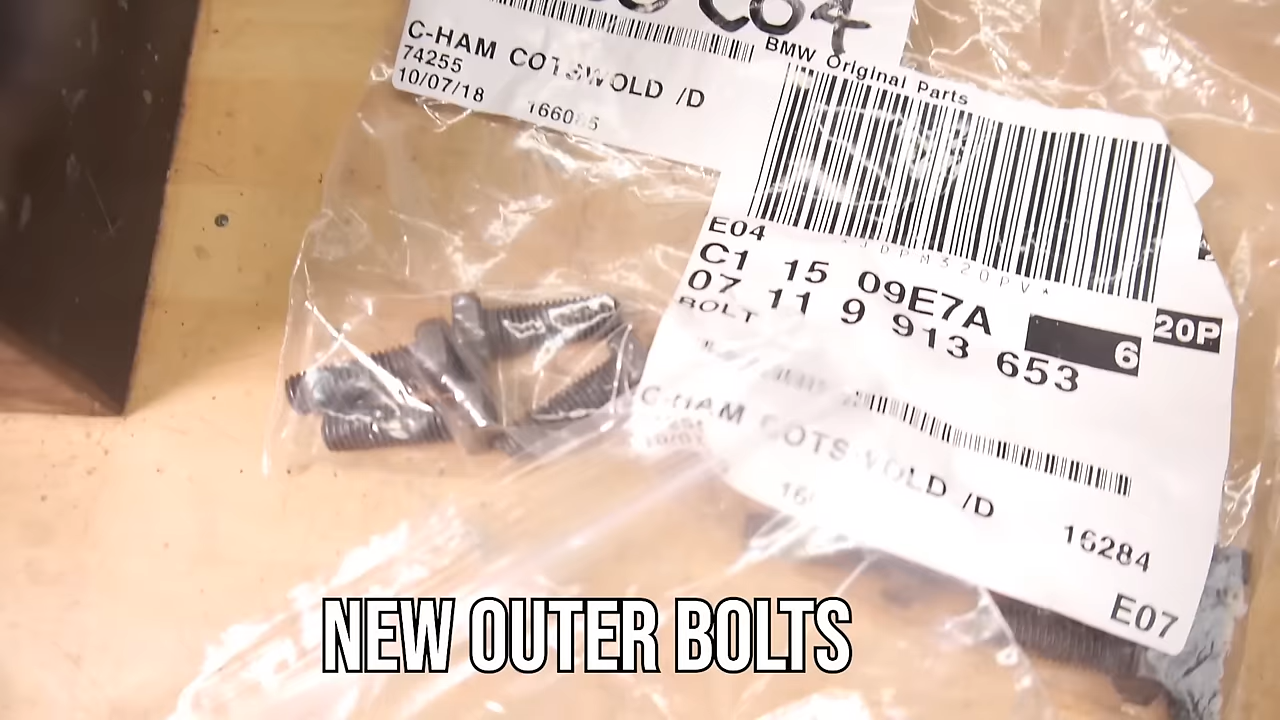 C-HAM COTSWOLD /D
74255
10/07/18
BMW Original Parts
E04
C1 15 09E7A
6
20P
07 11 9 913 653
BOLT
C-HAM COTSWOLD /D
16284
E07
NEW OUTER BOLTS